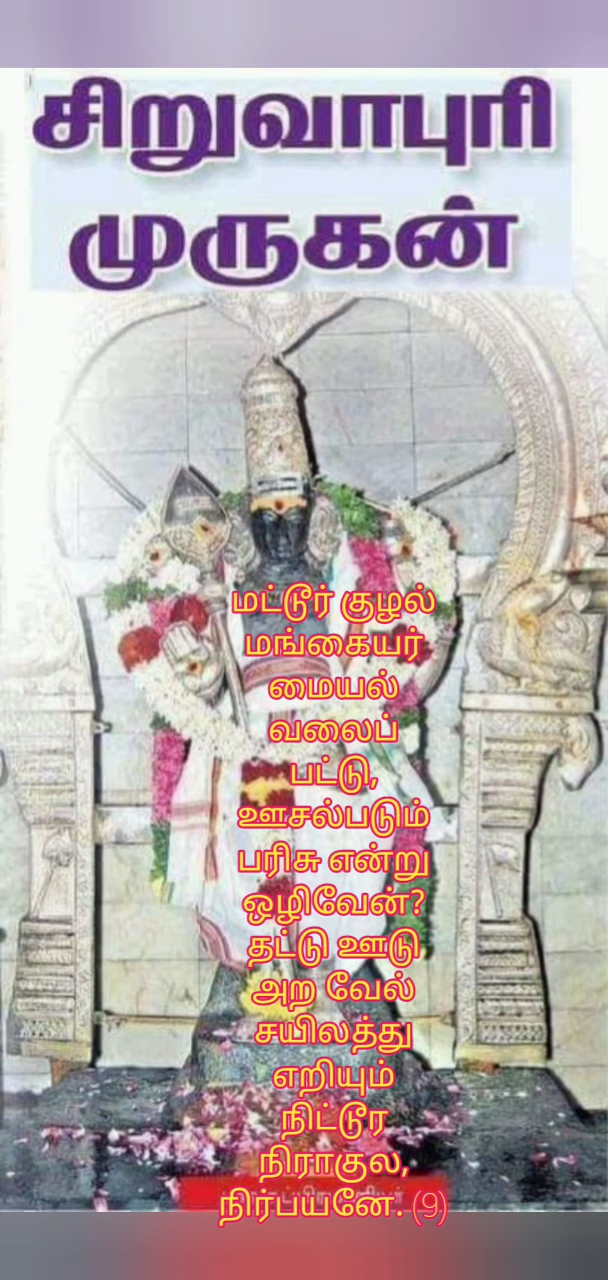 சிறுவாபுரி
முருகன்
மட்டூர் குழல்
மங்கையர்
மையல்
வலைப்
பட்டு,
ஊசல்படும்
பரிசு என்று
ஒழிவேன்?
தட்டு ஊடு
அற வேல்
சயிலத்து
எறியும்
நிட்டூர
நிராகுல,
நிர்பயனே. (9)